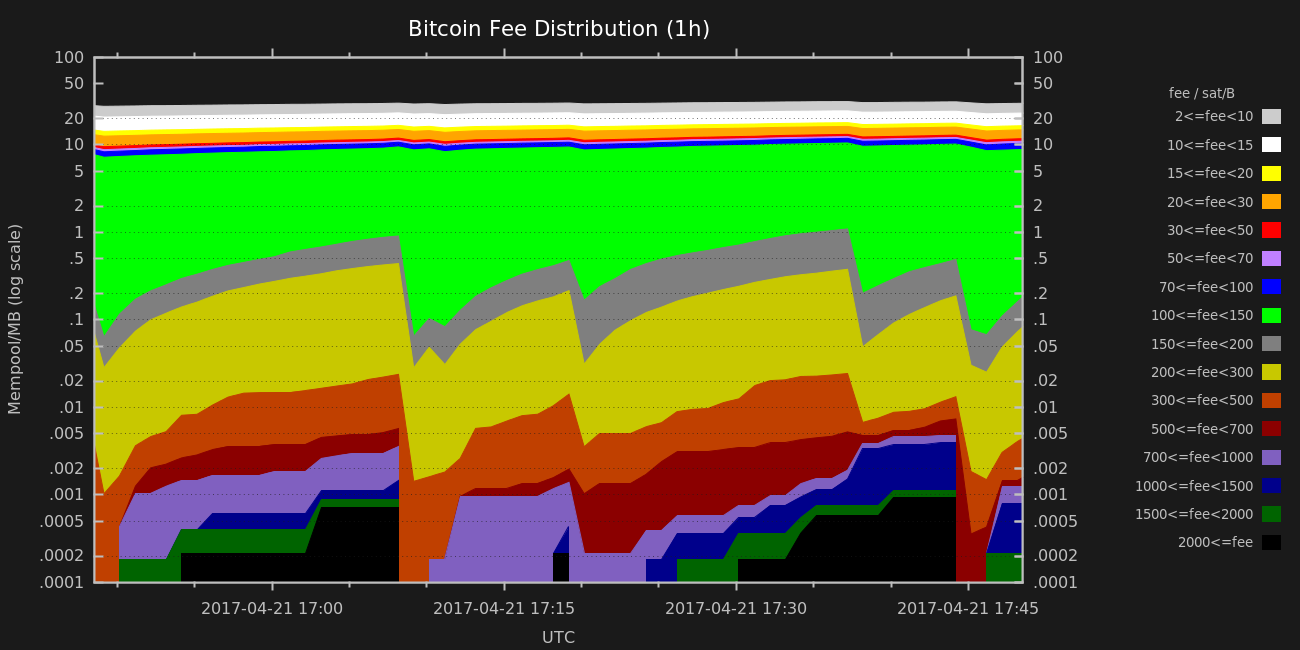 Bitcoin Fee Distribution (1h)
Mempool/MB (log scale)
100
50
20
10
5
2
1
.5
.2
.1
.05
.02
.01
.005
.002
.001
.0005
.0002
.0001
100
50
20
10
5
2
1
.5
.2
.1
.05
.02
.01
.005
.002
.001
.0005
.0002
.0001
2017-04-21 17:00 2017-04-21 17:15 2017-04-21 17:30 2017-04-21 17:45
UTC
fee / sat/B
2<=fee<10
10<=fee<15
15<=fee<20
20<=fee<30
30<=fee<50
50<=fee<70
70<=fee<100
100<=fee<150
150<=fee<200
200<=fee<300
300<=fee<500
500<=fee<700
700<=fee<1000
1000<=fee<1500
1500<=fee<2000
2000<=fee